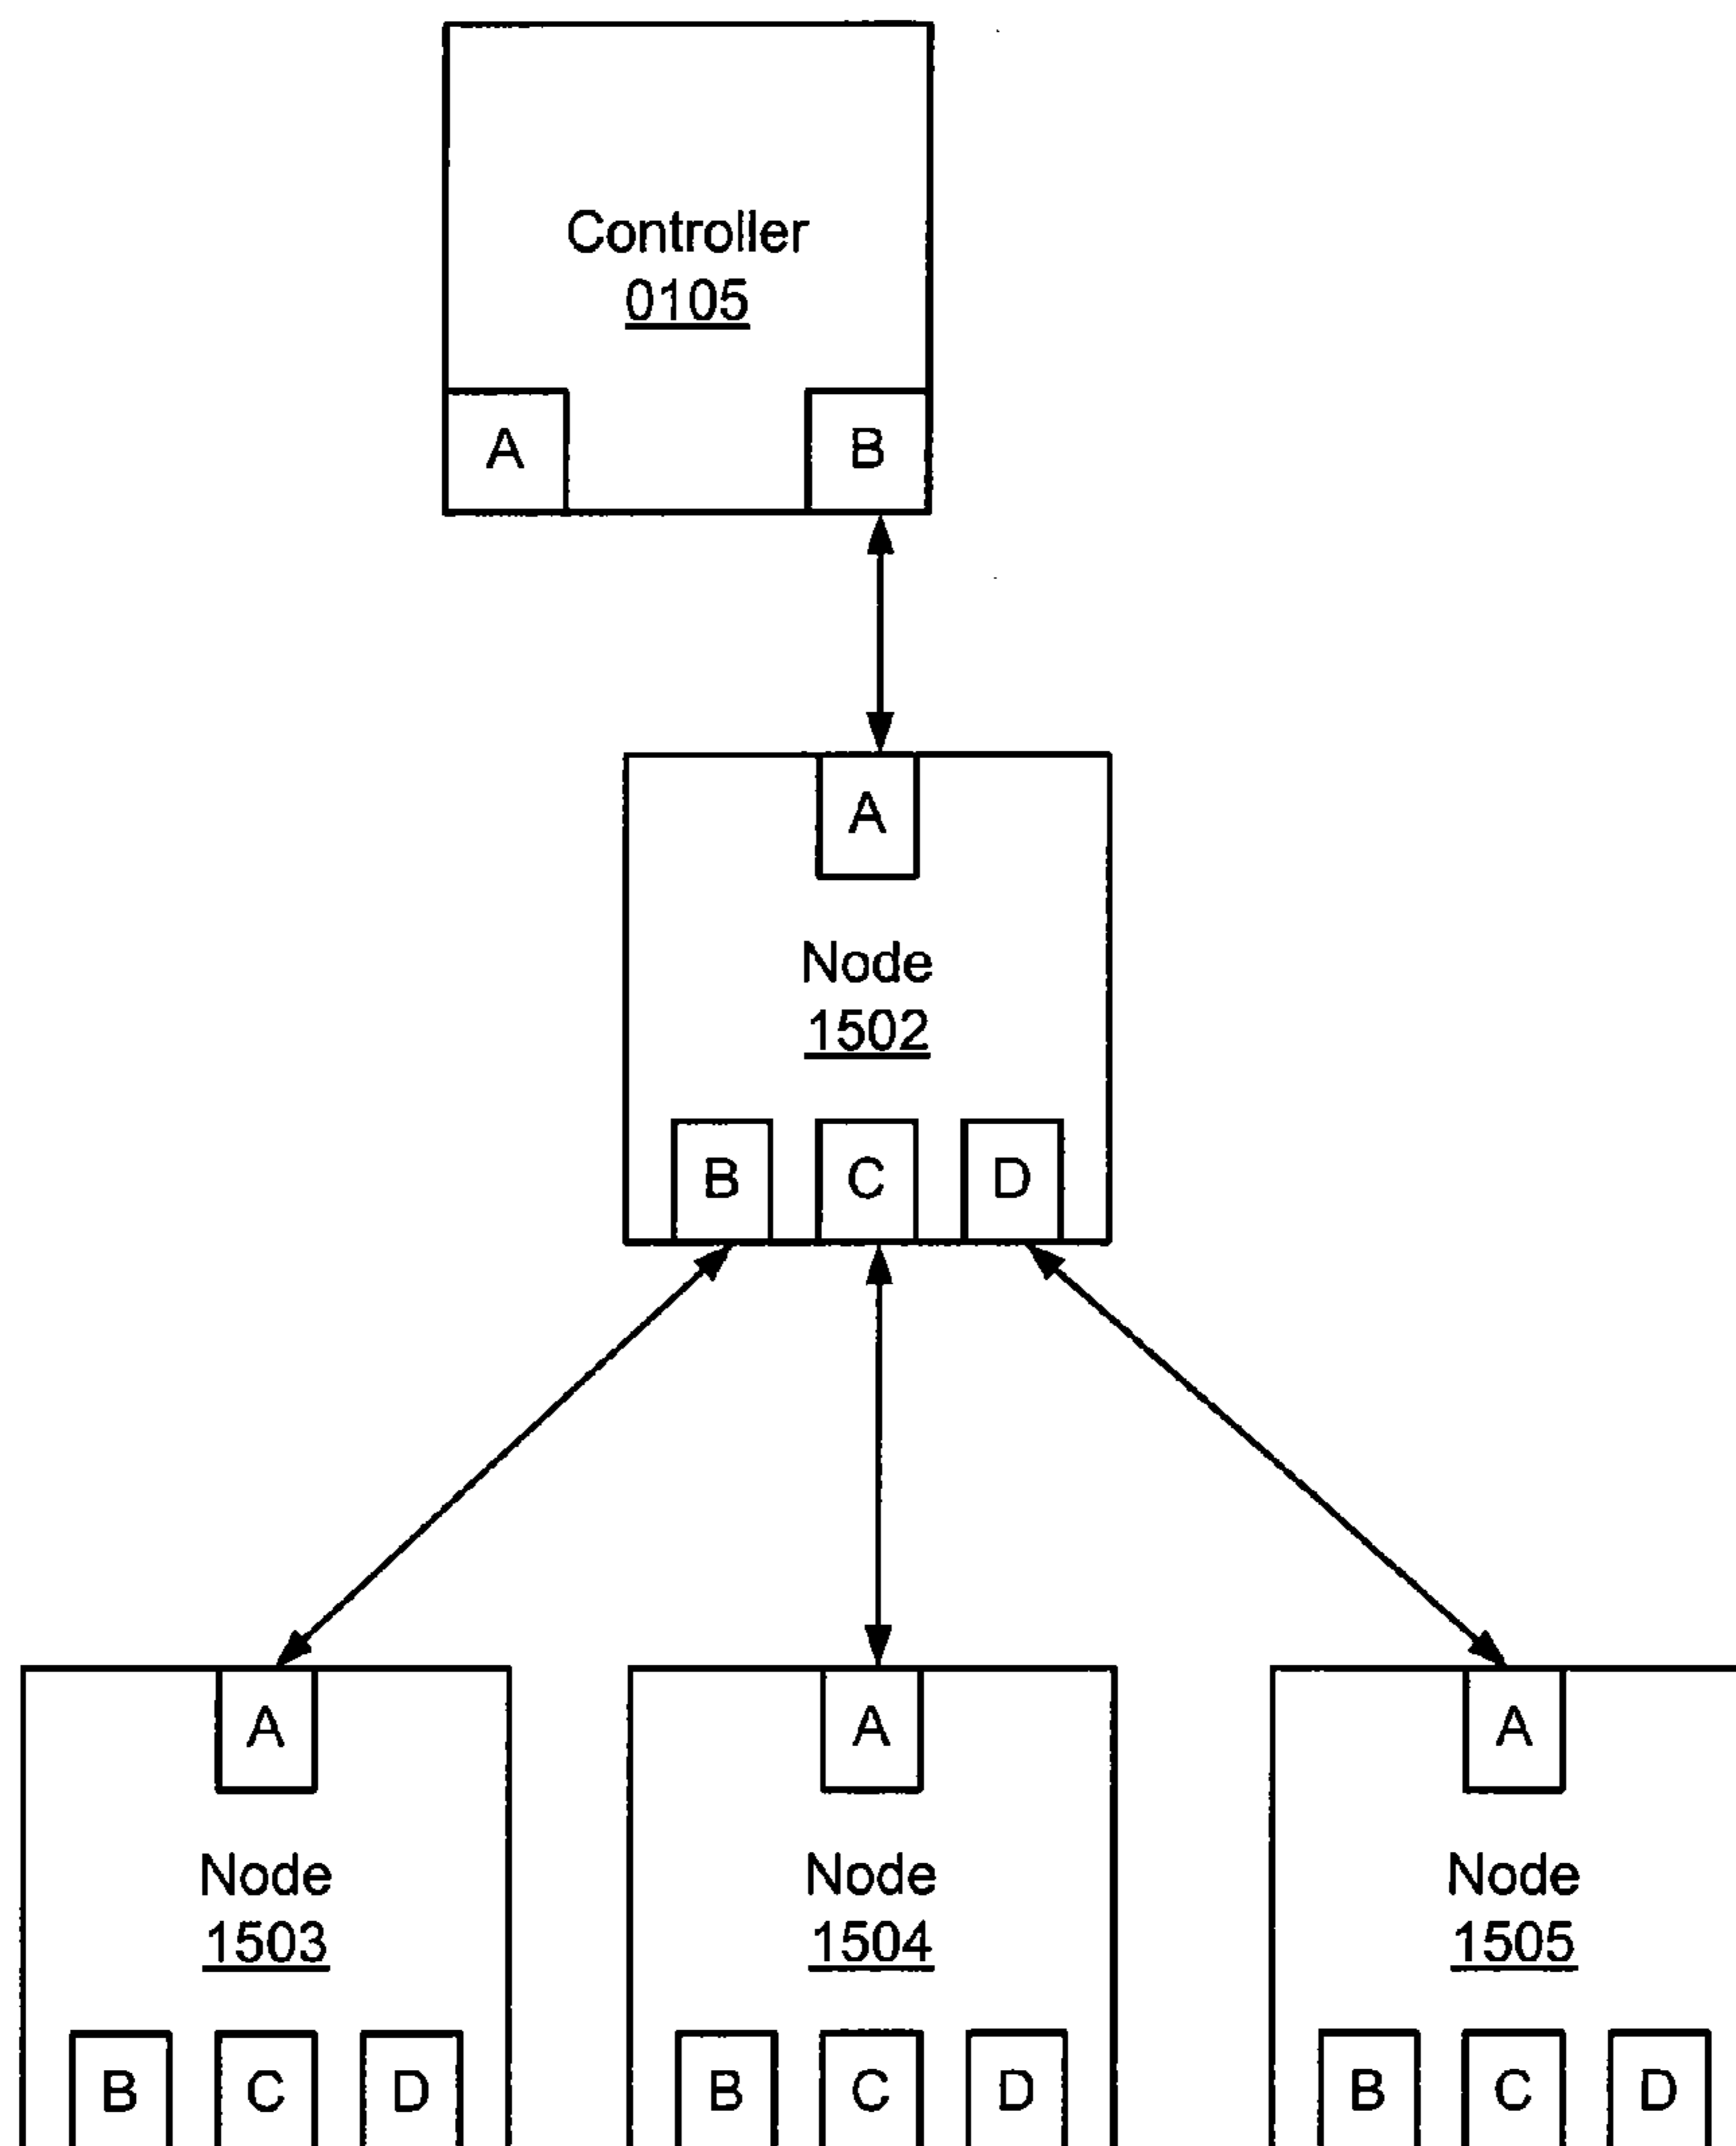 Controller
0105
A B
A
Node
1502
B C D
A A A
Node Node Node
1503 1504 1505
B C D B C D B C D